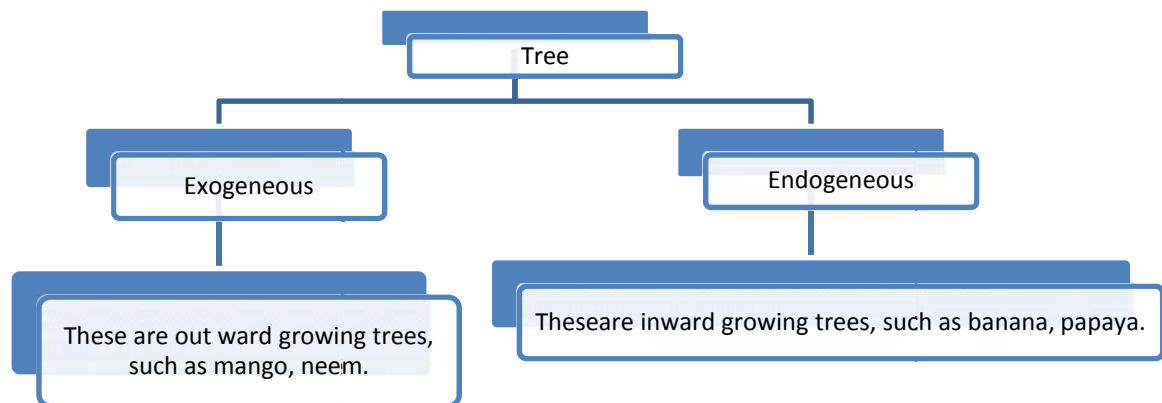 Tree
Exogeneous
Endogeneous
These are out ward growing trees,
such as mango, neem.
Theseare inward growing trees, such as banana, papaya.